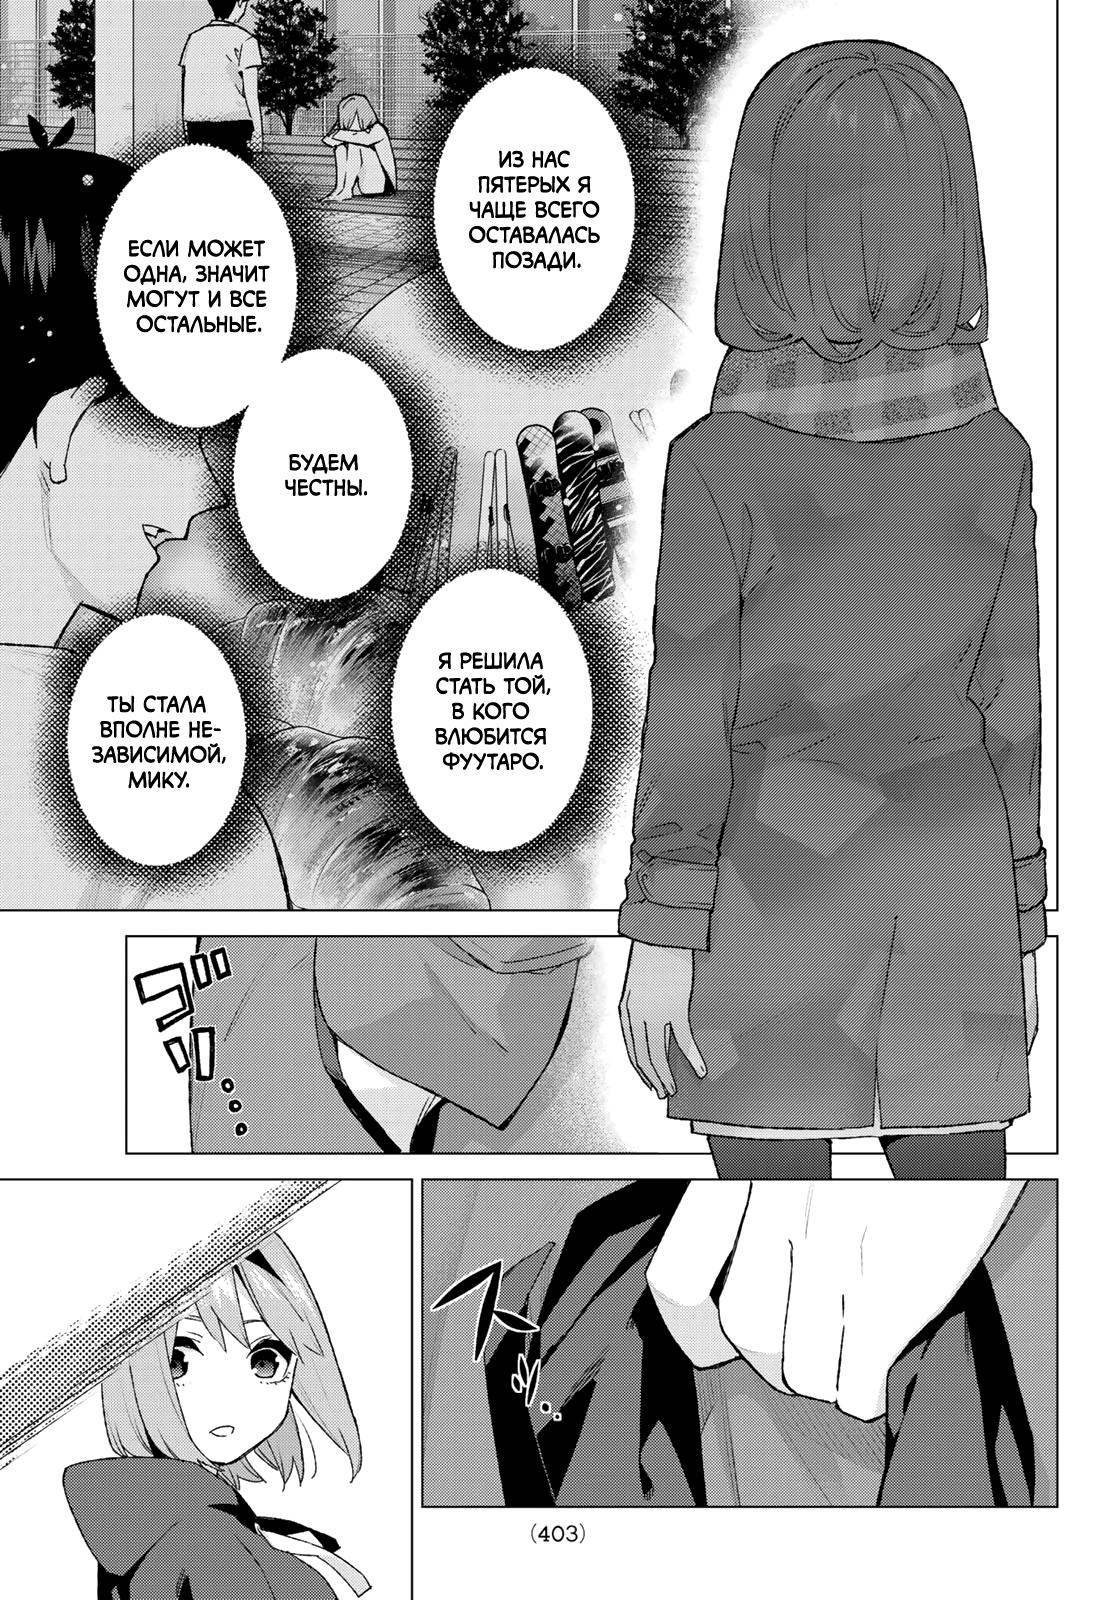 ИЗ НАС
ПЯТЕРЫХ Я
ЧАЩЕ ВСЕГО
ОСТАВАЛАСЬ
ПОЗАДИ.
ЕСЛИ МОЖЕТ
ОДНА, ЗНАЧИТ
МОГУТ И ВСЕ
ОСТАЛЬНЫЕ.
БУДЕМ
ЧЕСТНЫ.
Я РЕШИЛА
СТАТЬ ТОЙ,
В КОГО
ВЛЮБИТСЯ
ФУУТАРО.
ТЫ СТАЛА
ВПОЛНЕ НЕ-
ЗАВИСИМОЙ,
МИКУ.
(403)